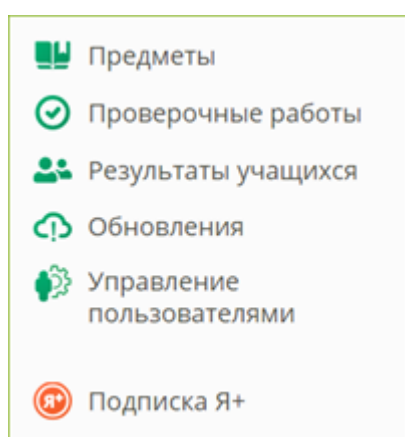 Предметы
Проверочные работы
Результаты учащихся
Обновления
Управление
пользователями
Я+
Подписка Я+